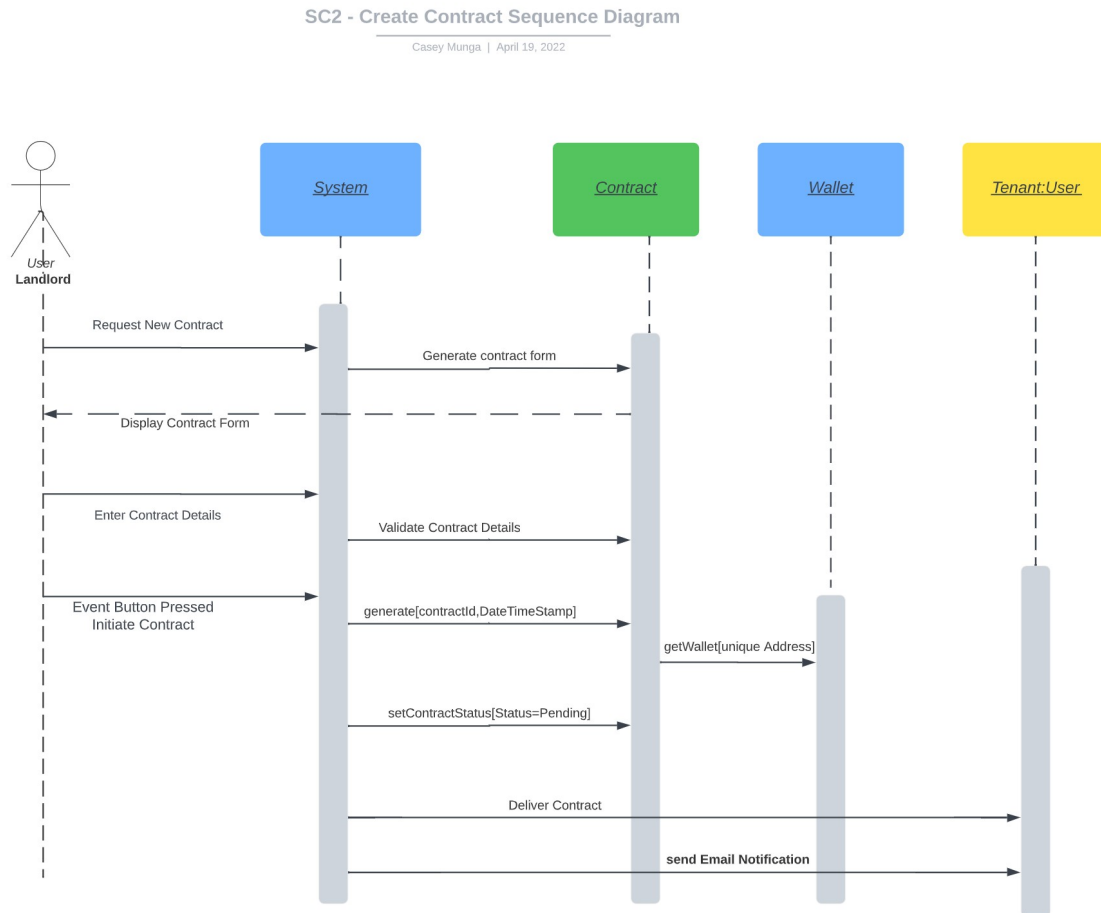 SC2 - Create Contract Sequence Diagram
Casey Munga | April 19, 2022
System
Contract
Wallet
Tenant:User
User
Landlord
Request New Contract
Generate contract form
Display Contract Form
Enter Contract Details
Validate Contract Details
Event Button Pressed
Initiate Contract
generate[contractId,DateTimeStamp]
getWallet[unique Address]
setContractStatus[Status=Pending]
Deliver Contract
send Email Notification